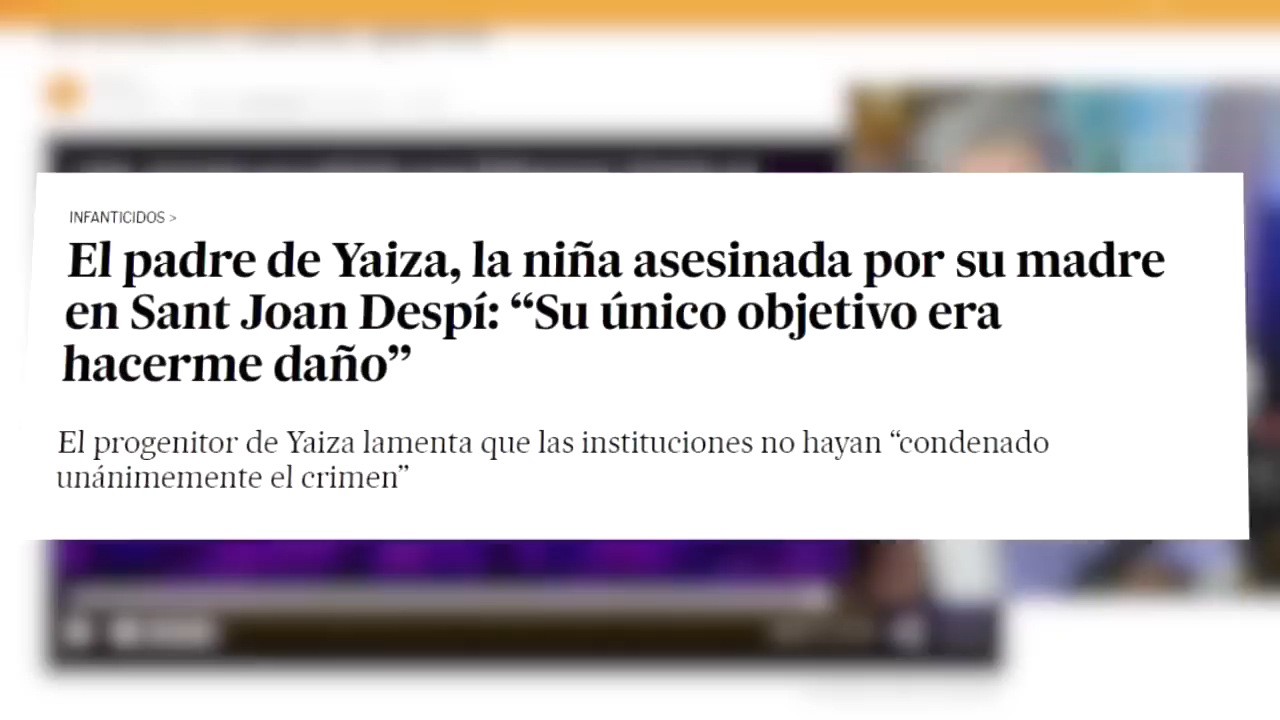 INFANTICIDOS >
El padre de Yaiza, la niña asesinada por su madre
en Sant Joan Despí: “Su único objetivo era
hacerme daño”
El progenitor de Yaiza lamenta que las instituciones no hayan “condenado
unánimemente el crimen”